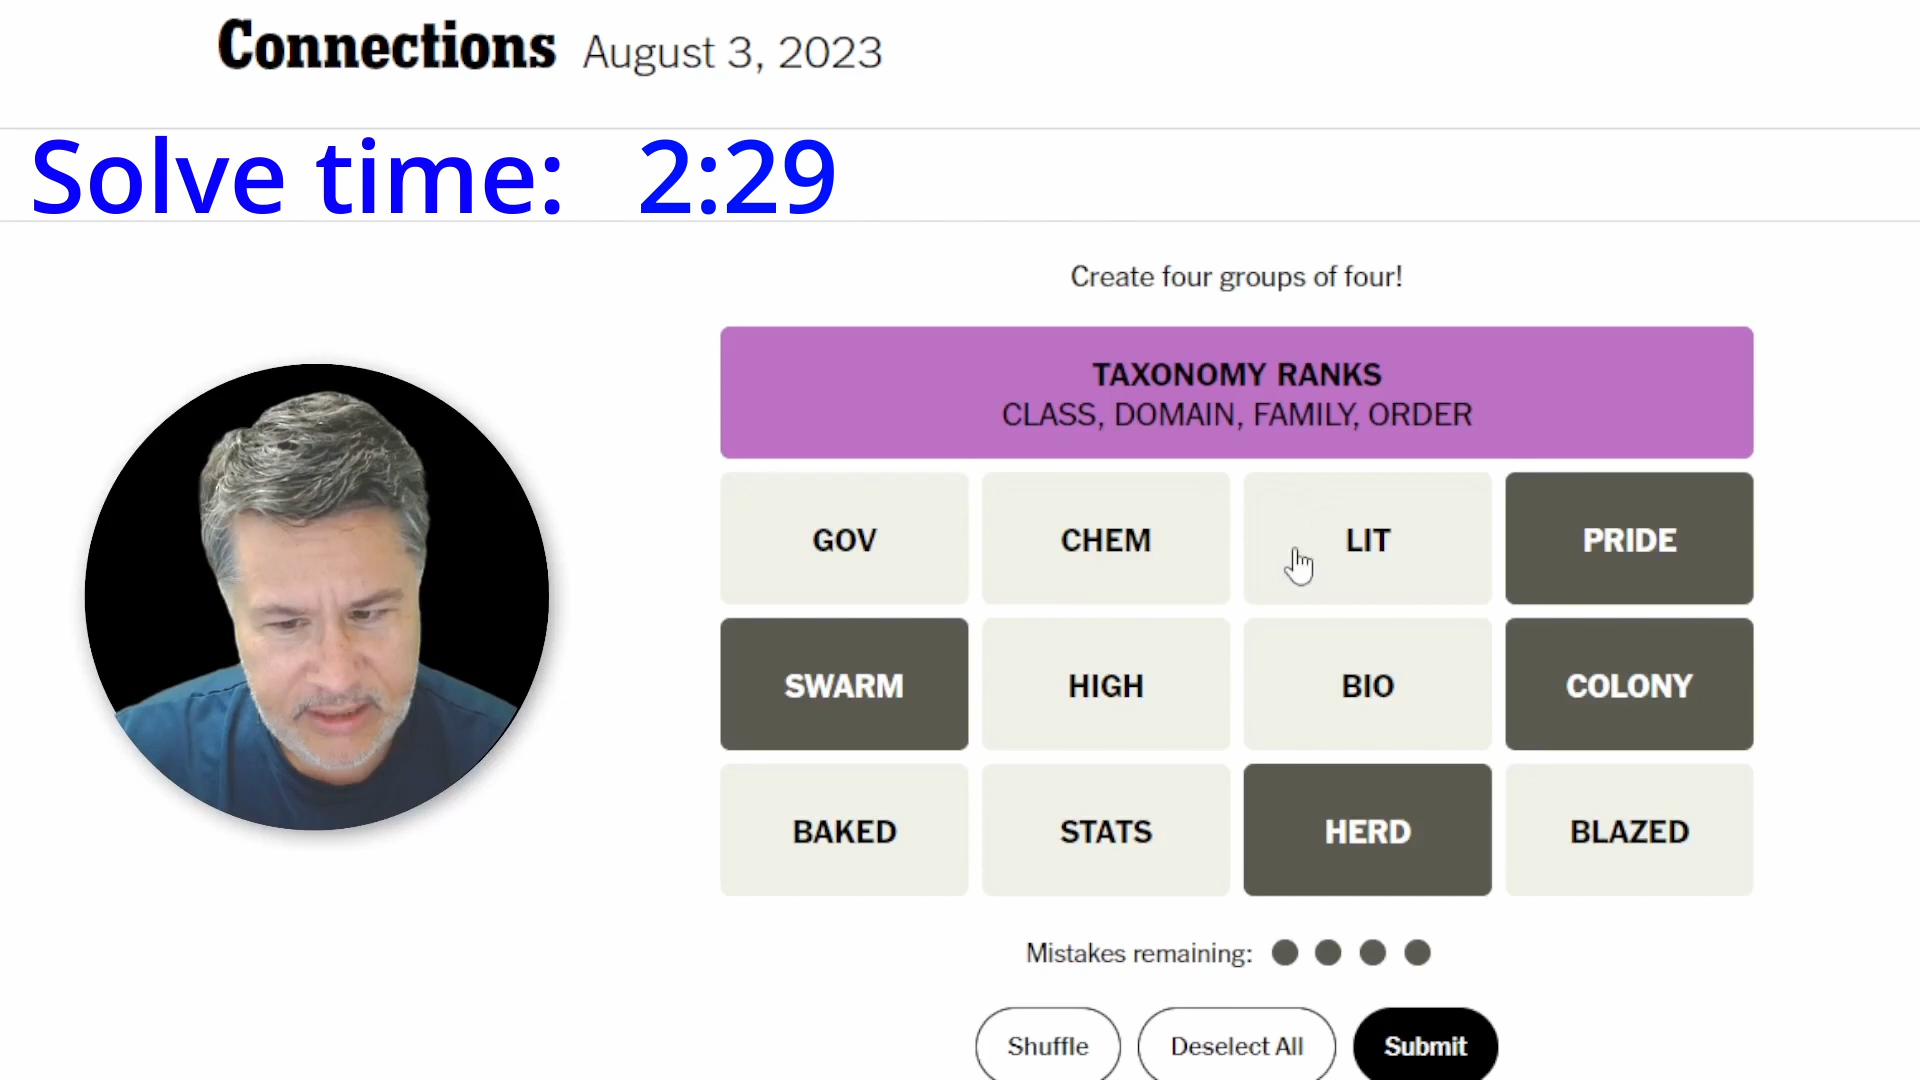 Connections August 3, 2023
Solve time: 2:29
Create four groups of four!
TAXONOMY RANKS
CLASS, DOMAIN, FAMILY, ORDER
GOV CHEM LIT PRIDE
SWARM HIGH BIO COLONY
BAKED STATS HERD BLAZED
Mistakes remaining:
Shuffle Deselect All Submit